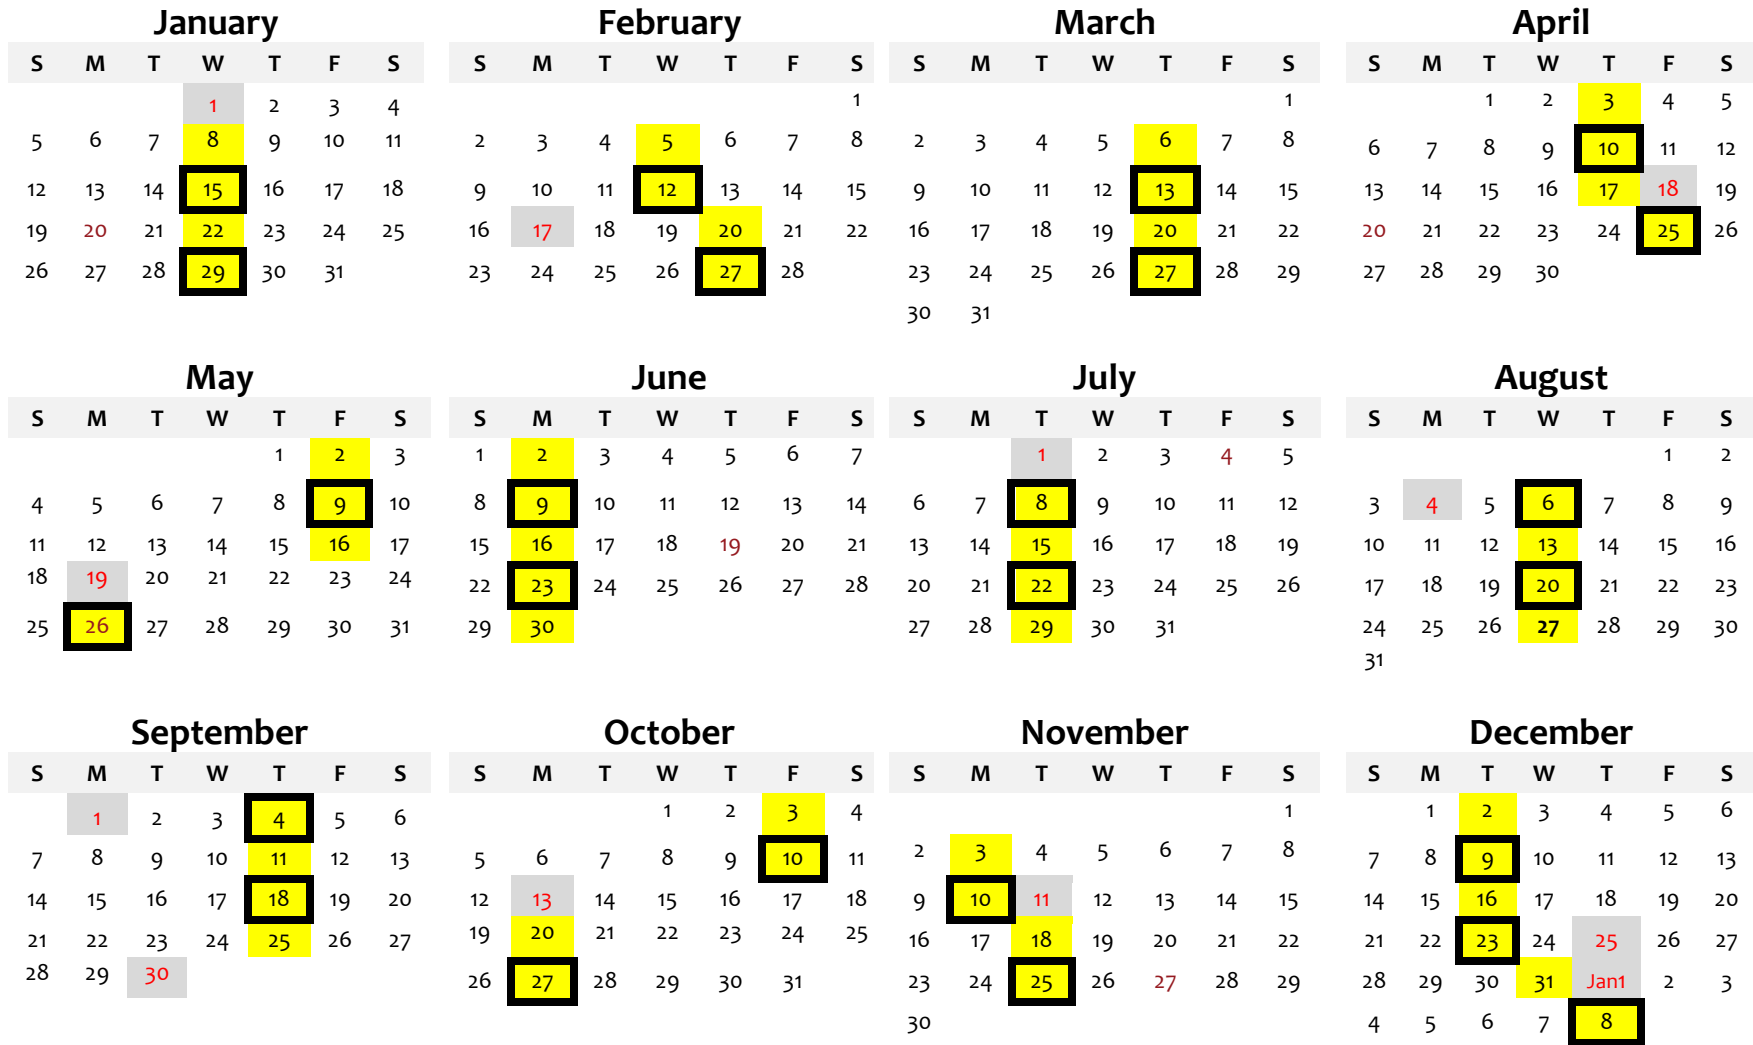 January February March April
S M T W T F S S M T W T F S S M T W T F S S M T W T F S
1 2 3 4 1 1 1 2 3 4 5
5 6 7 8 9 10 11 2 3 4 5 6 7 8 2 3 4 5 6 7 8 6 7 8 9 10 11 12
12 13 14 15 16 17 18 9 10 11 12 13 14 15 9 10 11 12 13 14 15 13 14 15 16 17 18 19
19 20 21 22 23 24 25 16 17 18 19 20 21 22 16 17 18 19 20 21 22 20 21 22 23 24 25 26
26 27 28 29 30 31 23 24 25 26 27 28 23 24 25 26 27 28 29 27 28 29 30
30 31
May June July August
S M T W T F S S M T W T F S S M T W T F S S M T W T F S
1 2 3 1 2 3 4 5 6 7 1 2 3 4 5 1 2
4 5 6 7 8 9 10 8 9 10 11 12 13 14 6 7 8 9 10 11 12 3 4 5 6 7 8 9
11 12 13 14 15 16 17 15 16 17 18 19 20 21 13 14 15 16 17 18 19 10 11 12 13 14 15 16
18 19 20 21 22 23 24 22 23 24 25 26 27 28 20 21 22 23 24 25 26 17 18 19 20 21 22 23
25 26 27 28 29 30 31 29 30 27 28 29 30 31 24 25 26 27 28 29 30
31
September October November December
S M T W T F S S M T W T F S S M T W T F S S M T W T F S
1 2 3 4 5 6 1 2 3 4 1 1 2 3 4 5 6
7 8 9 10 11 12 13 5 6 7 8 9 10 11 2 3 4 5 6 7 8 7 8 9 10 11 12 13
14 15 16 17 18 19 20 12 13 14 15 16 17 18 9 10 11 12 13 14 15 14 15 16 17 18 19 20
21 22 23 24 25 26 27 19 20 21 22 23 24 25 16 17 18 19 20 21 22 21 22 23 24 25 26 27
28 29 30 26 27 28 29 30 31 23 24 25 26 27 28 29 28 29 30 31 Jan1 2 3
30 4 5 6 7 8